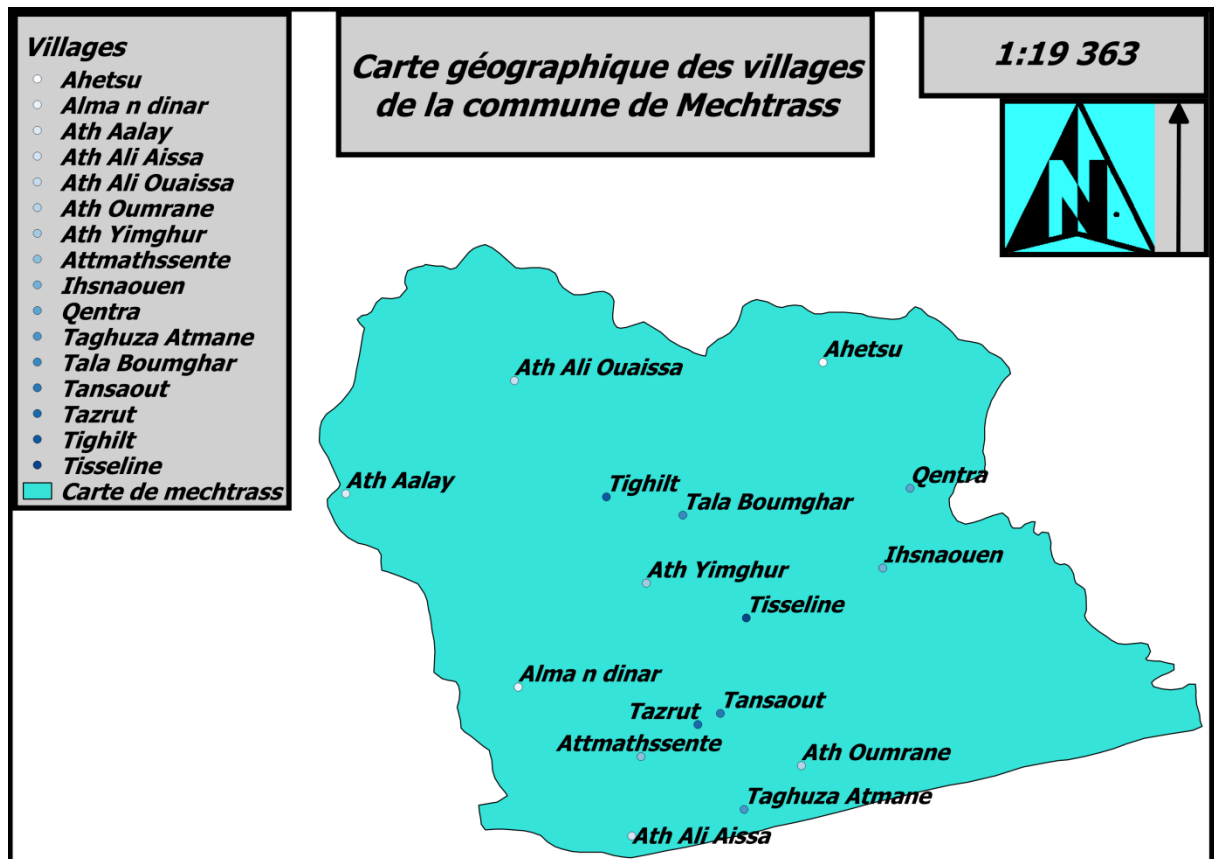 Villages
Ahetsu
Alma n dinar
Ath Aalay
Ath Ali Aissa
Ath Ali Ouaissa
Ath Oumrane
Ath Yimghur
Attmathssente
Ihsnaouen
Qentra
Taghuza Atmane
Tala Boumghar
Tansaout
Tazrut
Tighilt
Tisseline
Carte de mechtrass
Carte géographique des villages
de la commune de Mechtrass
1:19 363
N
Ahetsu
Ath Ali Ouaissa
Qentra
Ath Aalay
Tighilt
Tala Boumghar
Ihsnaouen
Ath Yimghur
Tisseline
Alma n dinar
Tansaout
Tazrut
Attmathssente
Ath Oumrane
Taghuza Atmane
Ath Ali Aissa